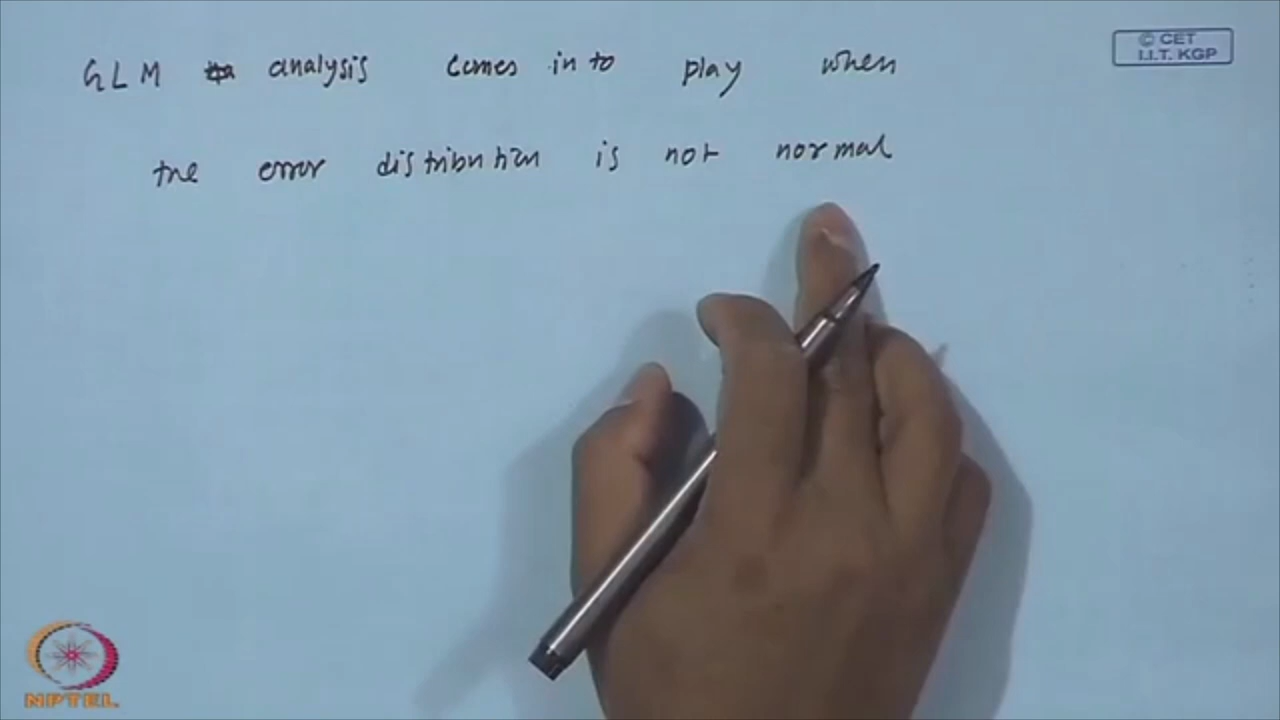 GLM analysis comes in to play when
the error distribution is not normal
© CET
I.I.T. KGP
NPTEL